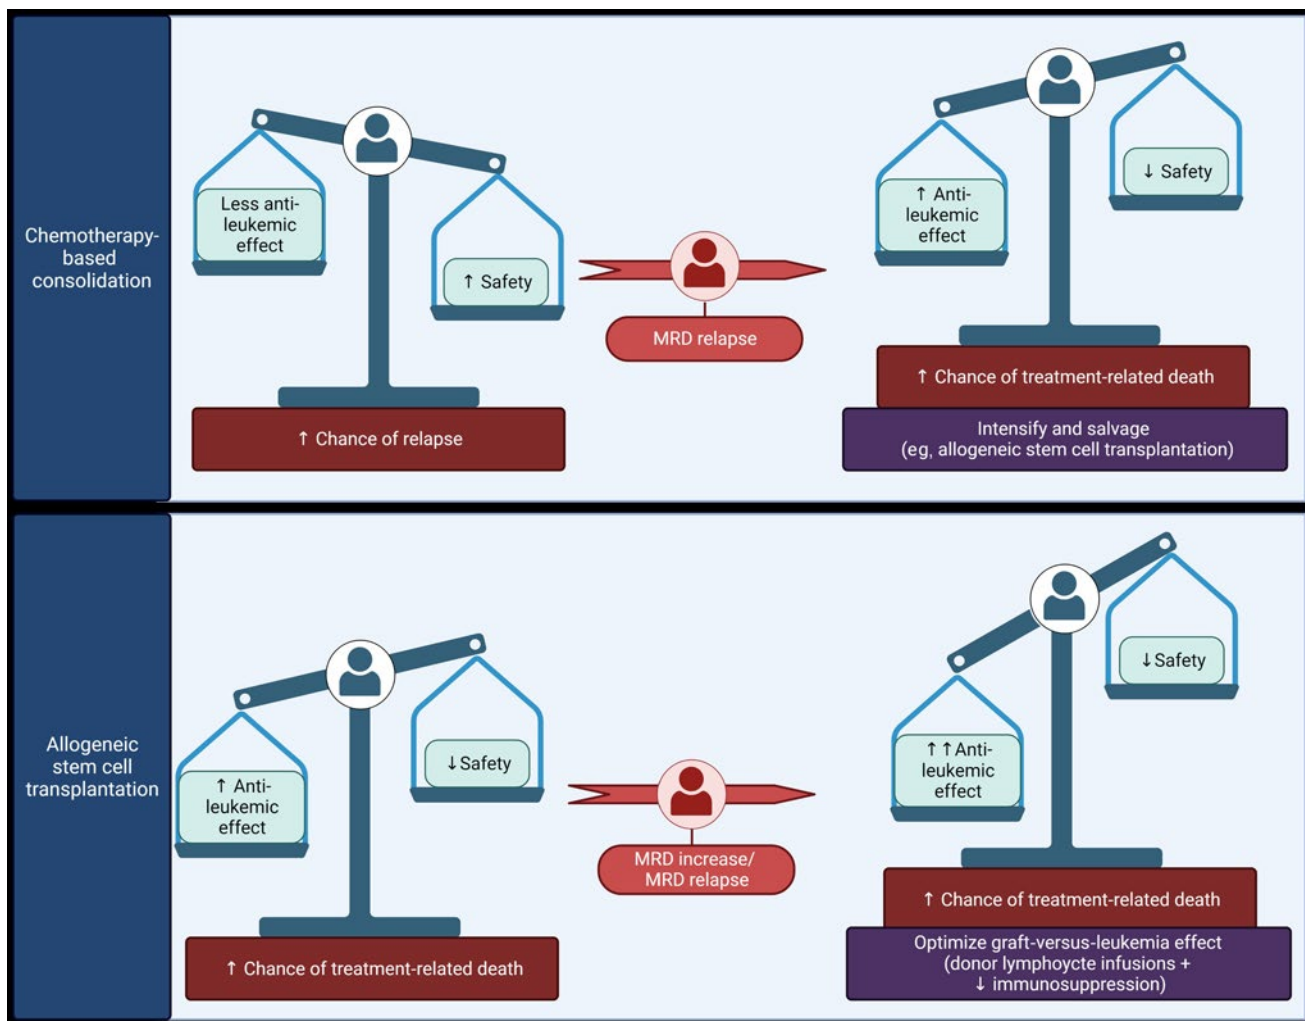 Chemotherapy-
based
consolidation
Less anti-
leukemic
effect
↑ Safety
↑ Chance of relapse
MRD relapse
↑ Anti-
leukemic
effect
↓ Safety
↑ Chance of treatment-related death
Intensify and salvage
(eg, allogeneic stem cell transplantation)
Allogeneic
stem cell
transplantation
↑ Anti-
leukemic
effect
↓Safety
↑ Chance of treatment-related death
MRD increase/
MRD relapse
↑↑Anti-
leukemic
effect
↓Safety
↑ Chance of treatment-related death
Optimize graft-versus-leukemia effect
(donor lymphoycte infusions +
↓ immunosuppression)